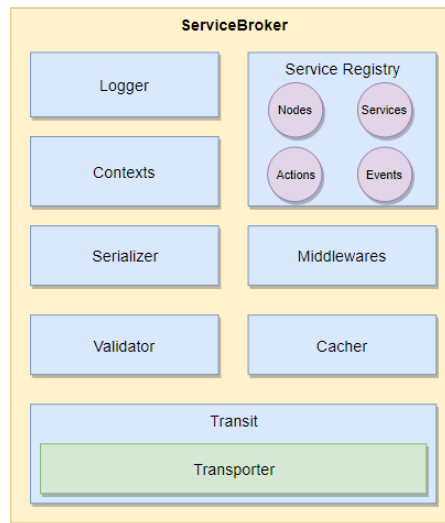 ServiceBroker
Logger
Service Registry
Nodes
Services
Actions
Events
Contexts
Serializer
Middlewares
Validator
Cacher
Transit
Transporter